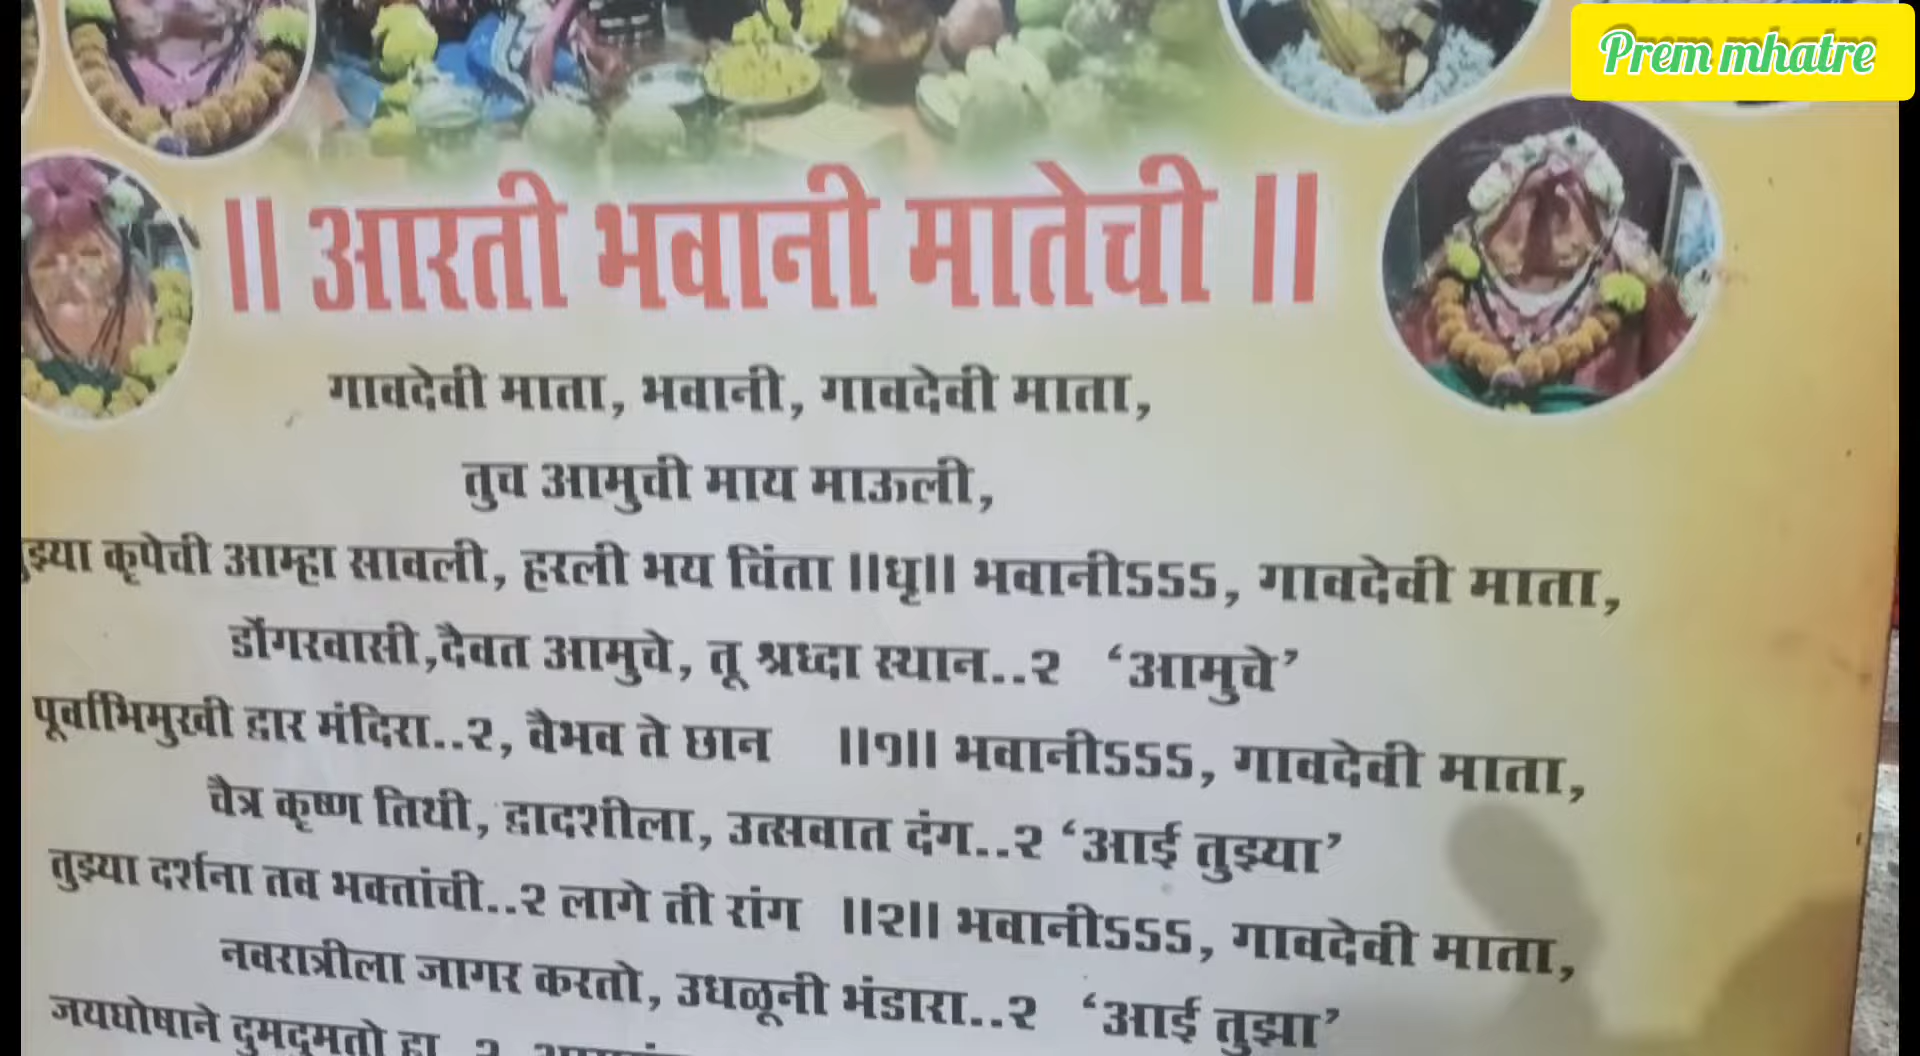 Prem mhatre
॥ आरती भवानी मातेची ॥
गावदेवी माता, भवानी, गावदेवी माता,
तुच आमुची माय माऊली,
तुझ्या कृपेची आम्हा सावली, हरली भय चिंता ॥धृ॥ भवानीऽऽऽ, गावदेवी माता,
डोंगरवासी,दैवत आमुचे, तू श्रध्दा स्थान..२ ‘आमुचे’
पूर्वाभिमुखी द्वार मंदिरा..२, वैभव ते छान ॥१॥ भवानीऽऽऽ, गावदेवी माता,
चैत्र कृष्ण तिथी, द्वादशीला, उत्सवात दंग..२ ‘आई तुझ्या’
तुझ्या दर्शना तव भक्तांची..२ लागे ती रांग ॥२॥ भवानीऽऽऽ, गावदेवी माता,
नवरात्रीला जागर करतो, उधळूनी भंडारा..२ ‘आई तुझा’
जयघोषाने दुमदुमतो हा..२